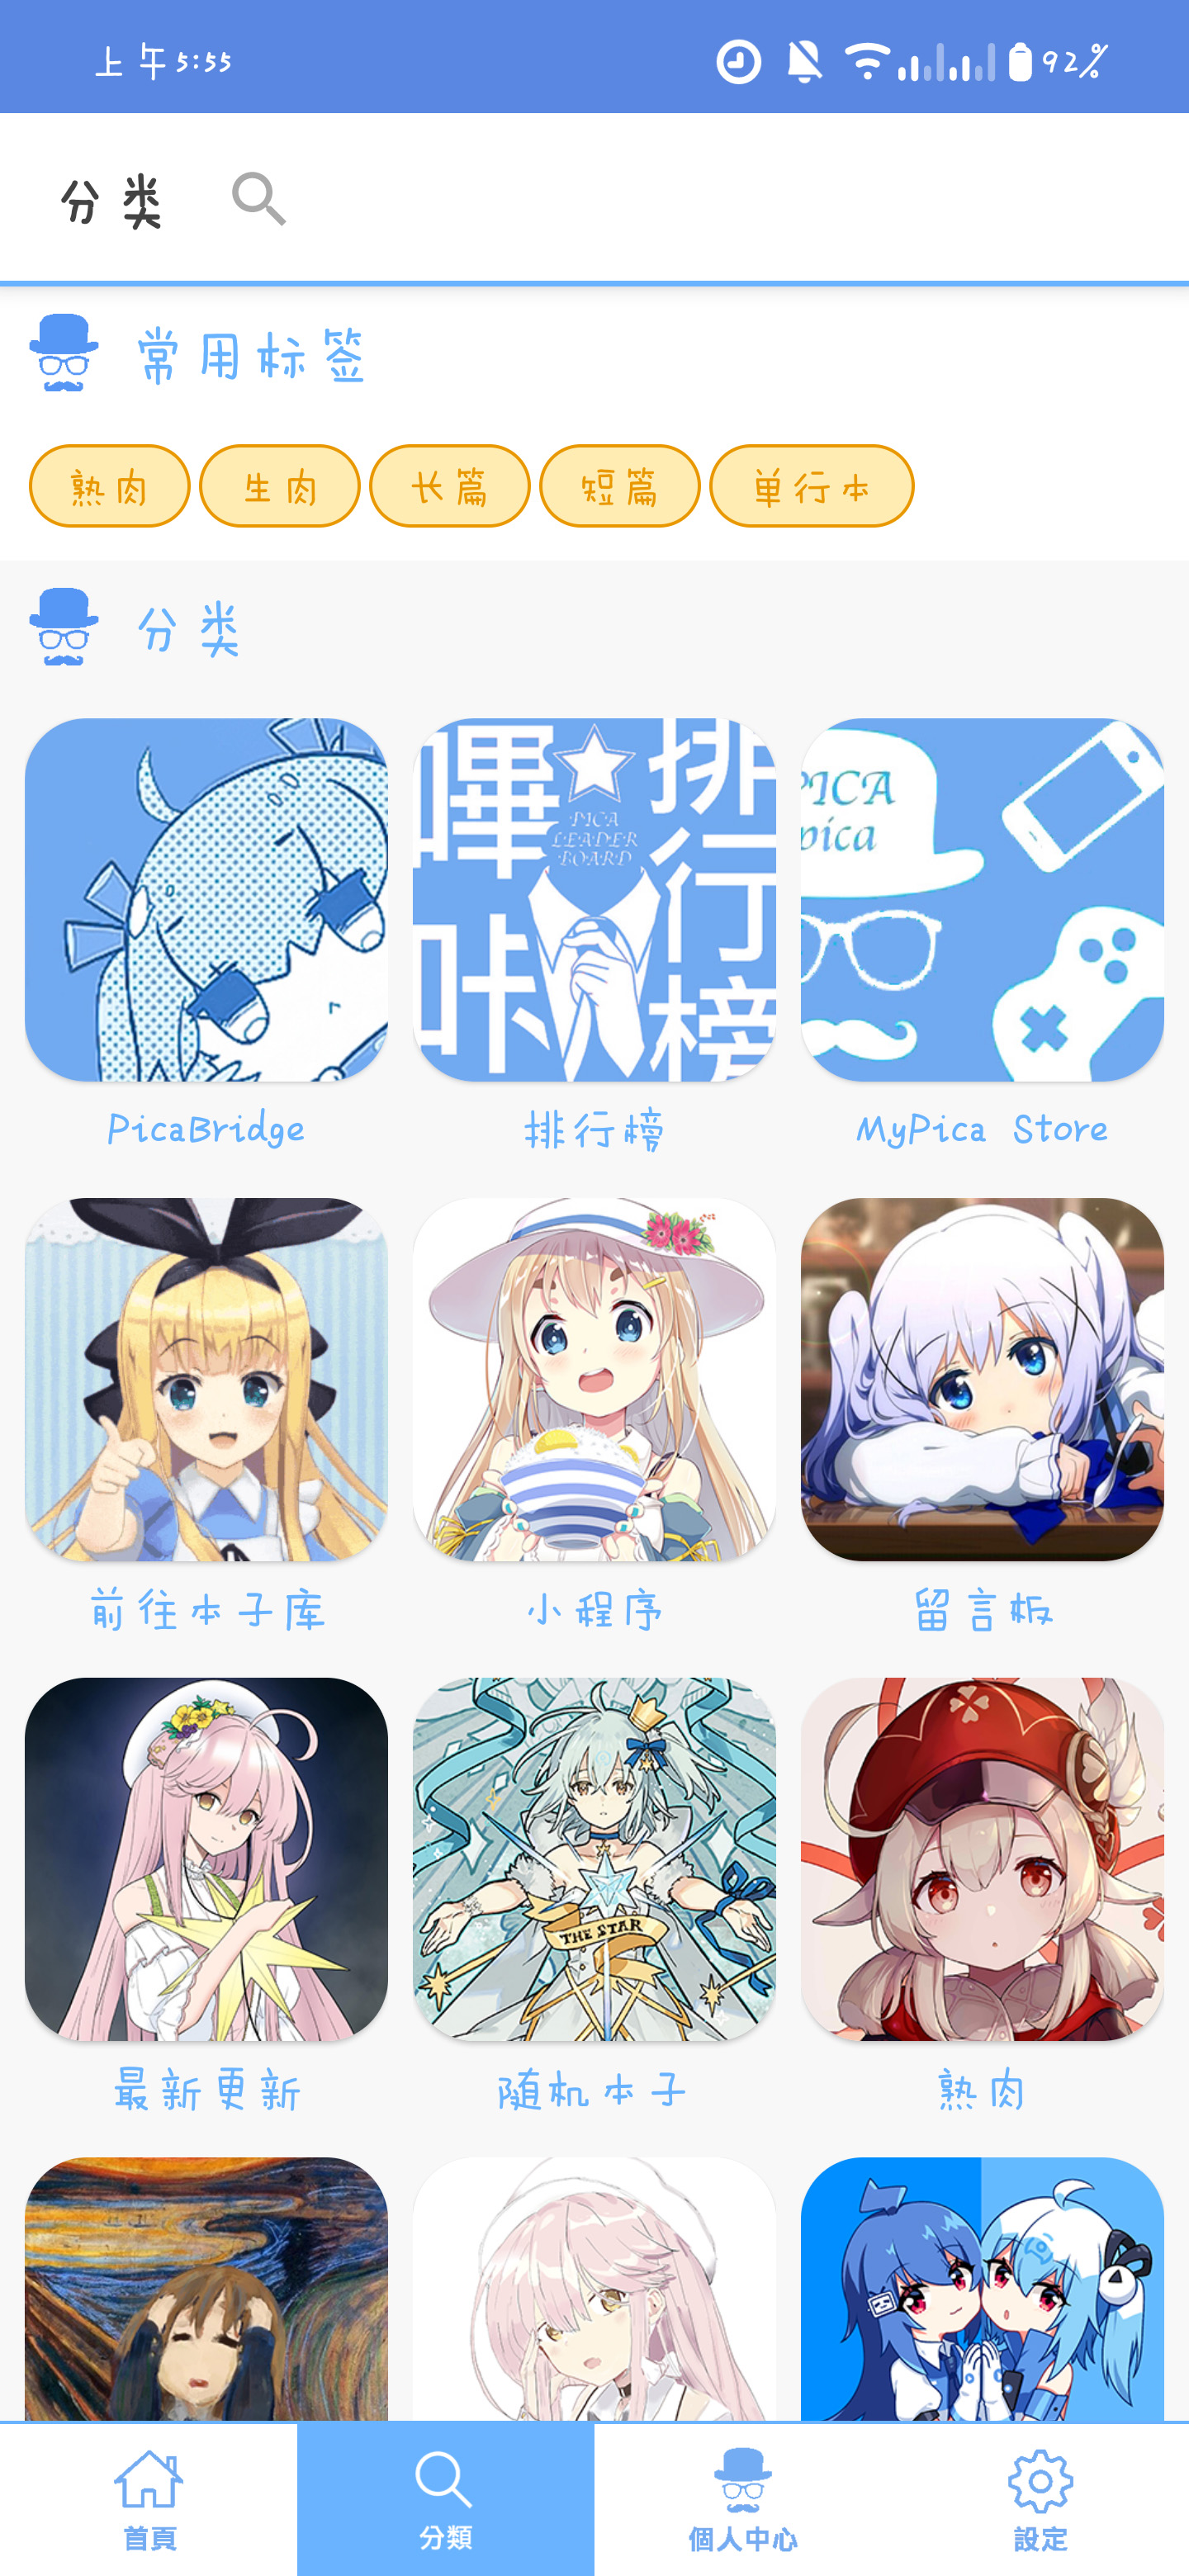 上午5:55
92%
分类
常用标签
熟肉 生肉 长篇 短篇 単行本
分类
嗶咔
排行榜
PICA
LEADER
BOARD
PICA
pica
PicaBridge 排行榜 MyPica Store
前往本子库 小程序 留言板
THE STAR
最新更新 随机本子 熟肉
首頁 分類 個人中心 設定